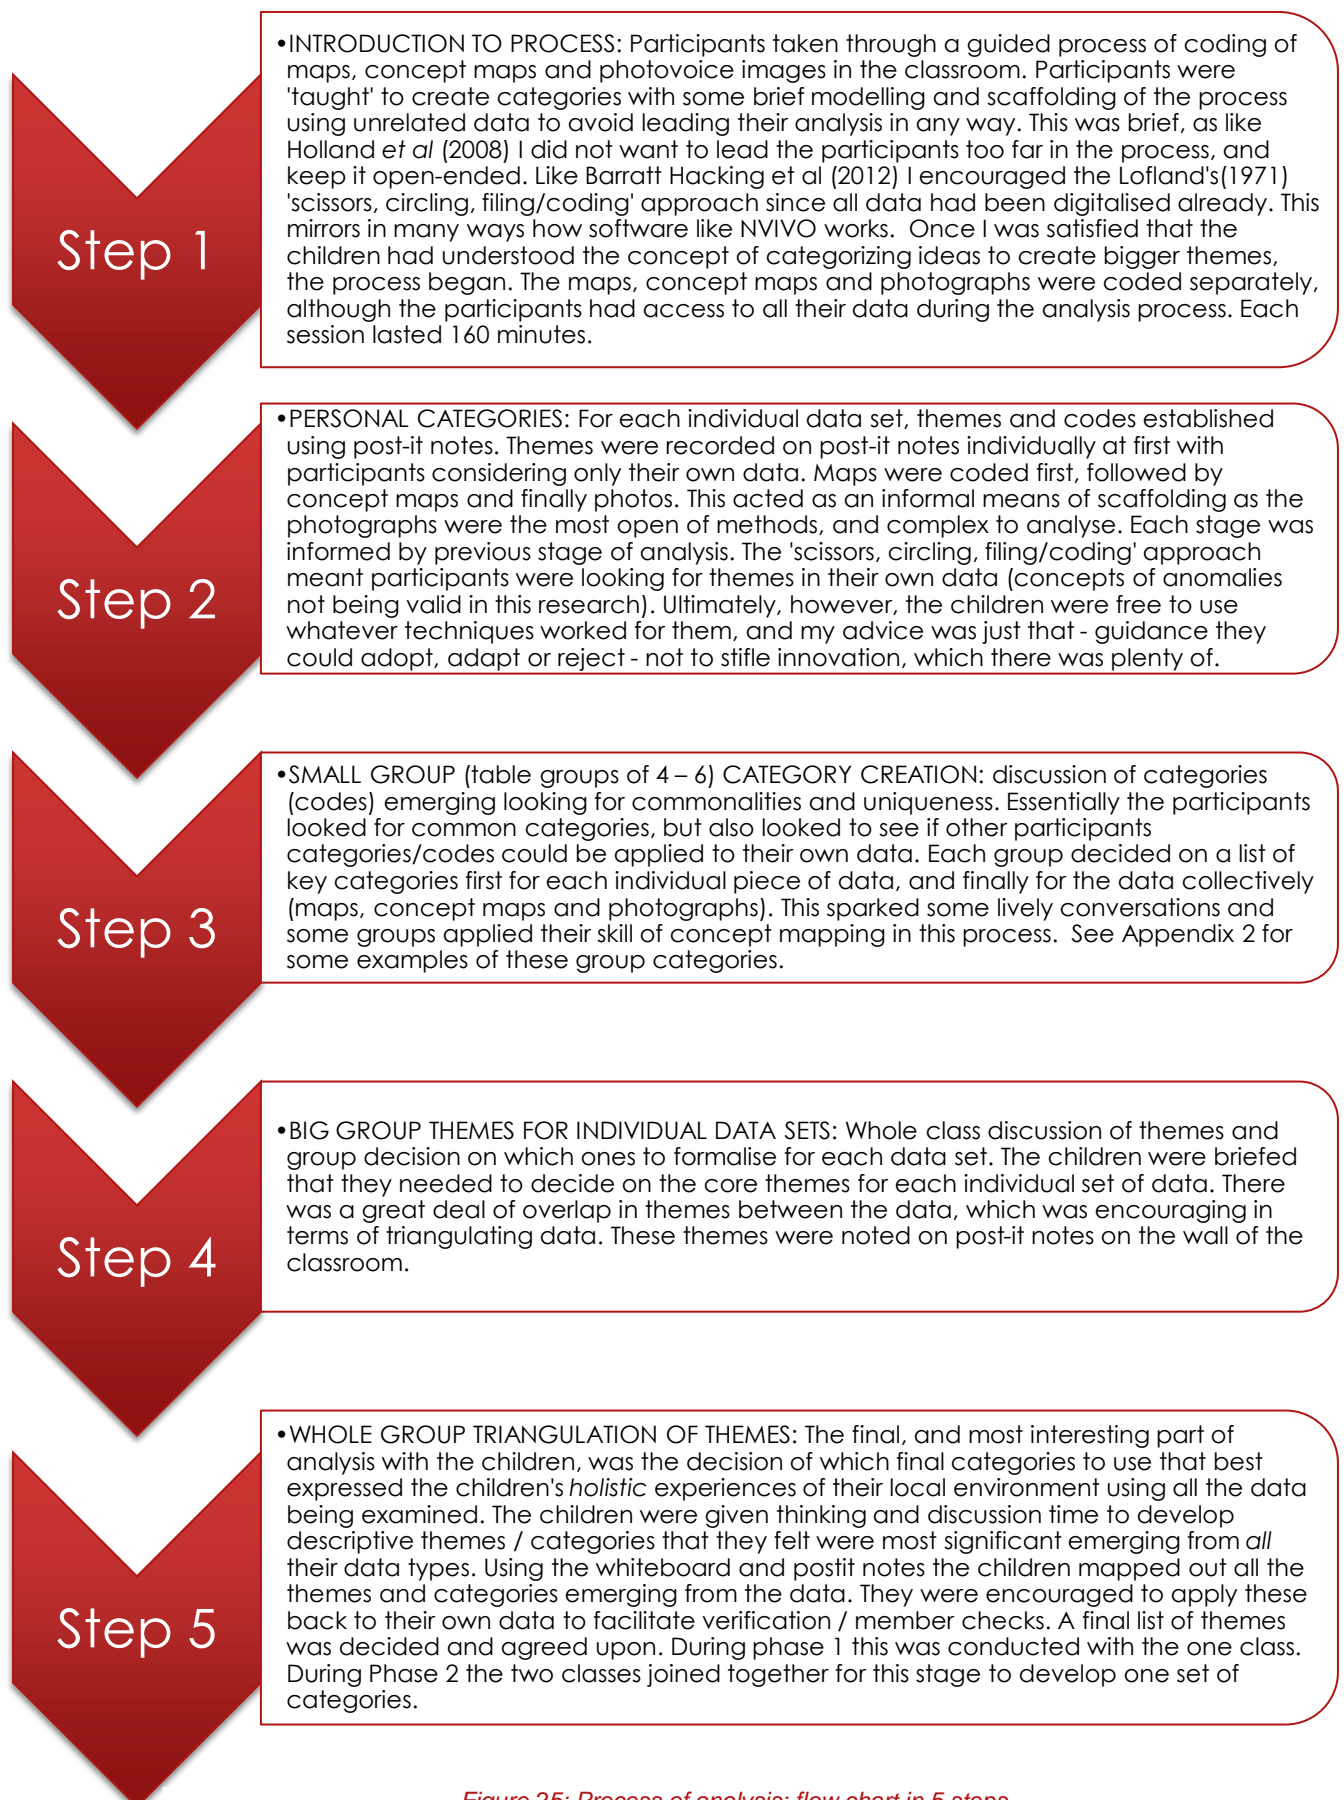 •INTRODUCTION TO PROCESS: Participants taken through a guided process of coding of
maps, concept maps and photovoice images in the classroom. Participants were
'taught' to create categories with some brief modelling and scaffolding of the process
using unrelated data to avoid leading their analysis in any way. This was brief, as like
Holland et al (2008) I did not want to lead the participants too far in the process, and
keep it open-ended. Like Barratt Hacking et al (2012) I encouraged the Lofland's(1971)
'scissors, circling, filing/coding' approach since all data had been digitalised already. This
mirrors in many ways how software like NVIVO works.  Once I was satisfied that the
children had understood the concept of categorizing ideas to create bigger themes,
the process began. The maps, concept maps and photographs were coded separately,
although the participants had access to all their data during the analysis process. Each
session lasted 160 minutes.
Step 1
•PERSONAL CATEGORIES: For each individual data set, themes and codes established
using post-it notes. Themes were recorded on post-it notes individually at first with
participants considering only their own data. Maps were coded first, followed by
concept maps and finally photos. This acted as an informal means of scaffolding as the
photographs were the most open of methods, and complex to analyse. Each stage was
informed by previous stage of analysis. The 'scissors, circling, filing/coding' approach
meant participants were looking for themes in their own data (concepts of anomalies
not being valid in this research). Ultimately, however, the children were free to use
whatever techniques worked for them, and my advice was just that - guidance they
could adopt, adapt or reject - not to stifle innovation, which there was plenty of.
Step 2
•SMALL GROUP (table groups of 4 – 6) CATEGORY CREATION: discussion of categories
(codes) emerging looking for commonalities and uniqueness. Essentially the participants
looked for common categories, but also looked to see if other participants
categories/codes could be applied to their own data. Each group decided on a list of
key categories first for each individual piece of data, and finally for the data collectively
(maps, concept maps and photographs). This sparked some lively conversations and
some groups applied their skill of concept mapping in this process.  See Appendix 2 for
some examples of these group categories.
Step 3
•BIG GROUP THEMES FOR INDIVIDUAL DATA SETS: Whole class discussion of themes and
group decision on which ones to formalise for each data set. The children were briefed
that they needed to decide on the core themes for each individual set of data. There
was a great deal of overlap in themes between the data, which was encouraging in
terms of triangulating data. These themes were noted on post-it notes on the wall of the
classroom.
Step 4
•WHOLE GROUP TRIANGULATION OF THEMES: The final, and most interesting part of
analysis with the children, was the decision of which final categories to use that best
expressed the children's holistic experiences of their local environment using all the data
being examined. The children were given thinking and discussion time to develop
descriptive themes / categories that they felt were most significant emerging from all
their data types. Using the whiteboard and postit notes the children mapped out all the
themes and categories emerging from the data. They were encouraged to apply these
back to their own data to facilitate verification / member checks. A final list of themes
was decided and agreed upon. During phase 1 this was conducted with the one class.
During Phase 2 the two classes joined together for this stage to develop one set of
categories.
Step 5
Figure 25: Process of analysis: flow chart in 5 steps